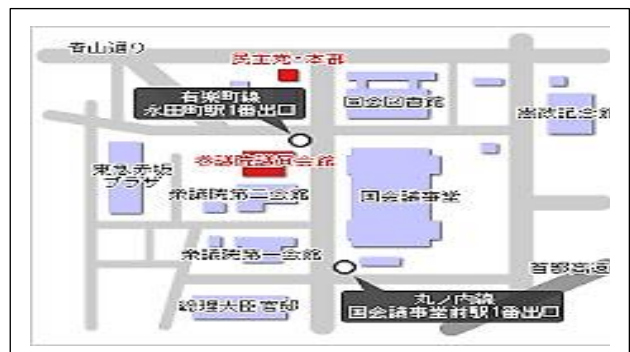 青山通り
民主党・本部
有楽町線
永田町駅1番出口
国会図書館
憲政記念館
参議院議員会館
東急赤坂
プラザ
衆議院第二会館
国会議事堂
衆議院第一会館
首都高速
総理大臣官邸
丸ノ内線
国会議事堂前駅1番出口